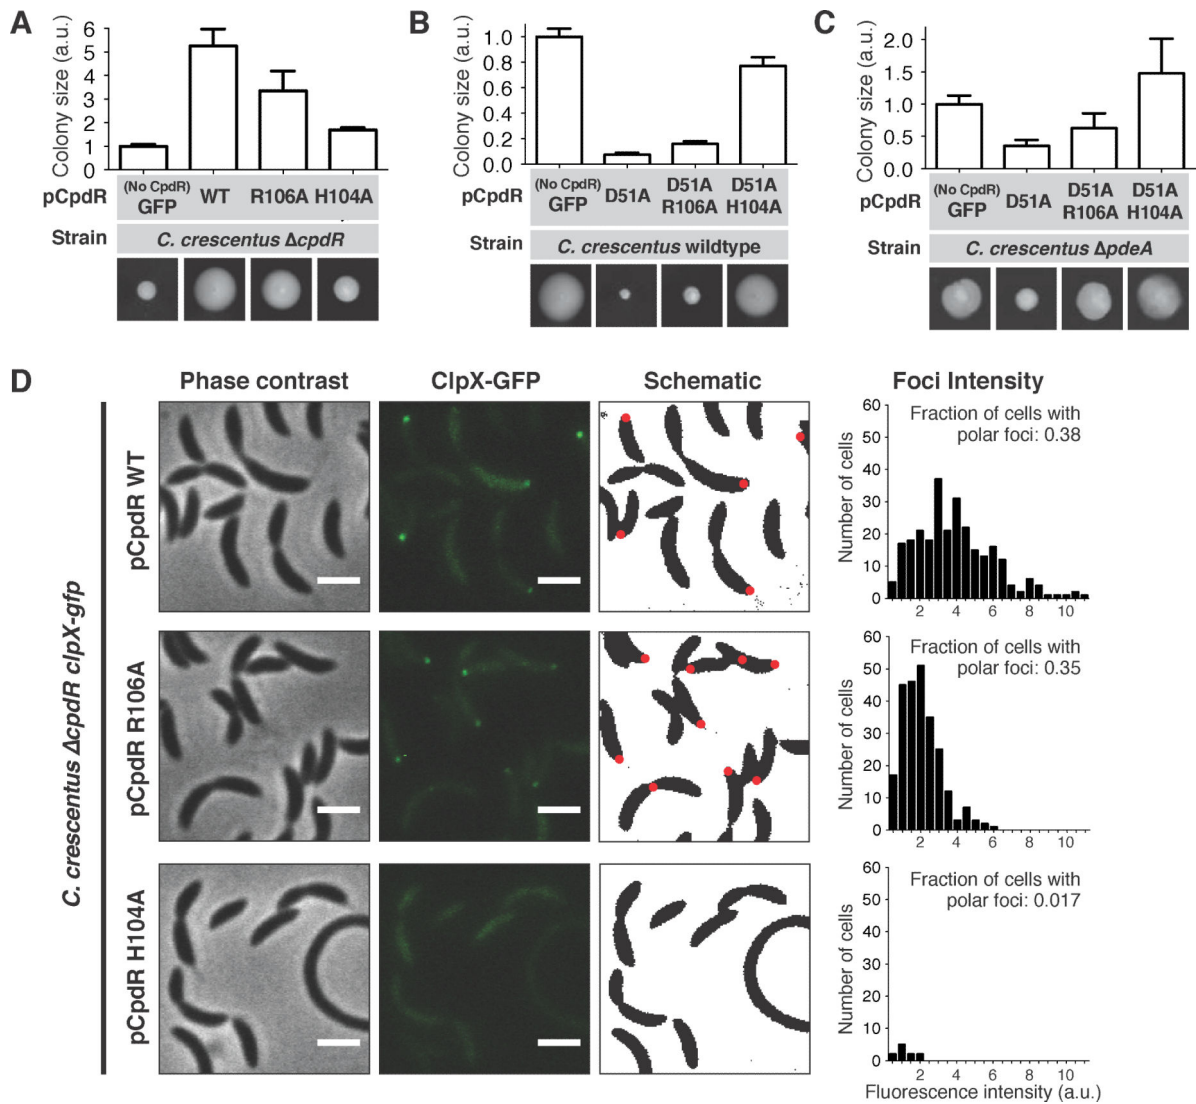 A
Colony size (a.u.)
6
5
4
3
2
1
0
pCpdR
(No CpdR)
GFP
WT
R106A
H104A
Strain
C. crescentus ΔcpdR
B
Colony size (a.u.)
1.0
0.8
0.6
0.4
0.2
0.0
pCpdR
(No CpdR)
GFP
D51A
D51A
R106A
D51A
H104A
Strain
C. crescentus wildtype
C
Colony size (a.u.)
2.0
1.5
1.0
0.5
0.0
pCpdR
(No CpdR)
GFP
D51A
D51A
R106A
D51A
H104A
Strain
C. crescentus ΔpdeA
D
Phase contrast
ClpX-GFP
Schematic
Foci Intensity
C. crescentus ΔcpdR clpX-gfp
pCpdR WT
Number of cells
60
50
40
30
20
10
0
Fraction of cells with
polar foci: 0.38
2 4 6 8 10
pCpdR R106A
Number of cells
60
50
40
30
20
10
0
Fraction of cells with
polar foci: 0.35
2 4 6 8 10
pCpdR H104A
Number of cells
60
50
40
30
20
10
0
Fraction of cells with
polar foci: 0.017
2 4 6 8 10
Fluorescence intensity (a.u.)